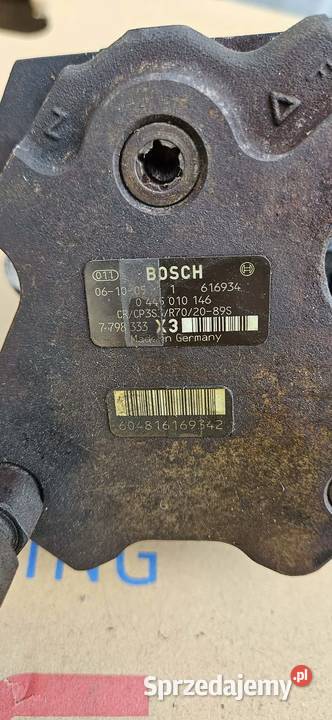 Z
011 BOSCH
06-10-05 1 616934
0 445 010 146
CR/CP3S3/R70/20-89S
7 798 333 X3
Made in Germany
604816169342
ING
Sprzedajemy.pl